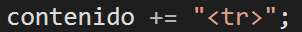 contenido += "<tr>";